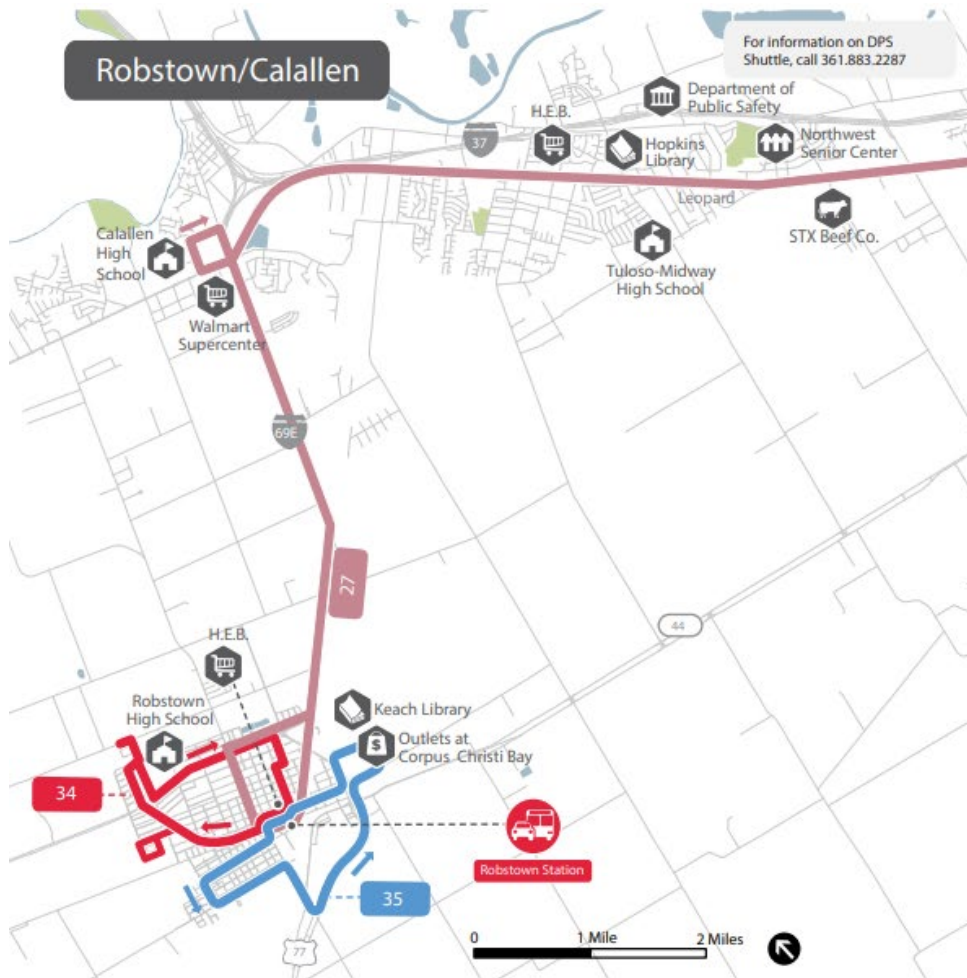 Robstown/Calallen
For information on DPS
Shuttle, call 361.883.2287
Department of
Public Safety
H.E.B.
37
Hopkins
Library
Northwest
Senior Center
Leopard
STX Beef Co.
Calallen
High
School
Tuloso-Midway
High School
Walmart
Supercenter
69E
27
44
H.E.B.
Robstown
High School
Keach Library
$
Outlets at
Corpus Christi Bay
34
Robstown Station
35
77
0
1 Mile
2 Miles